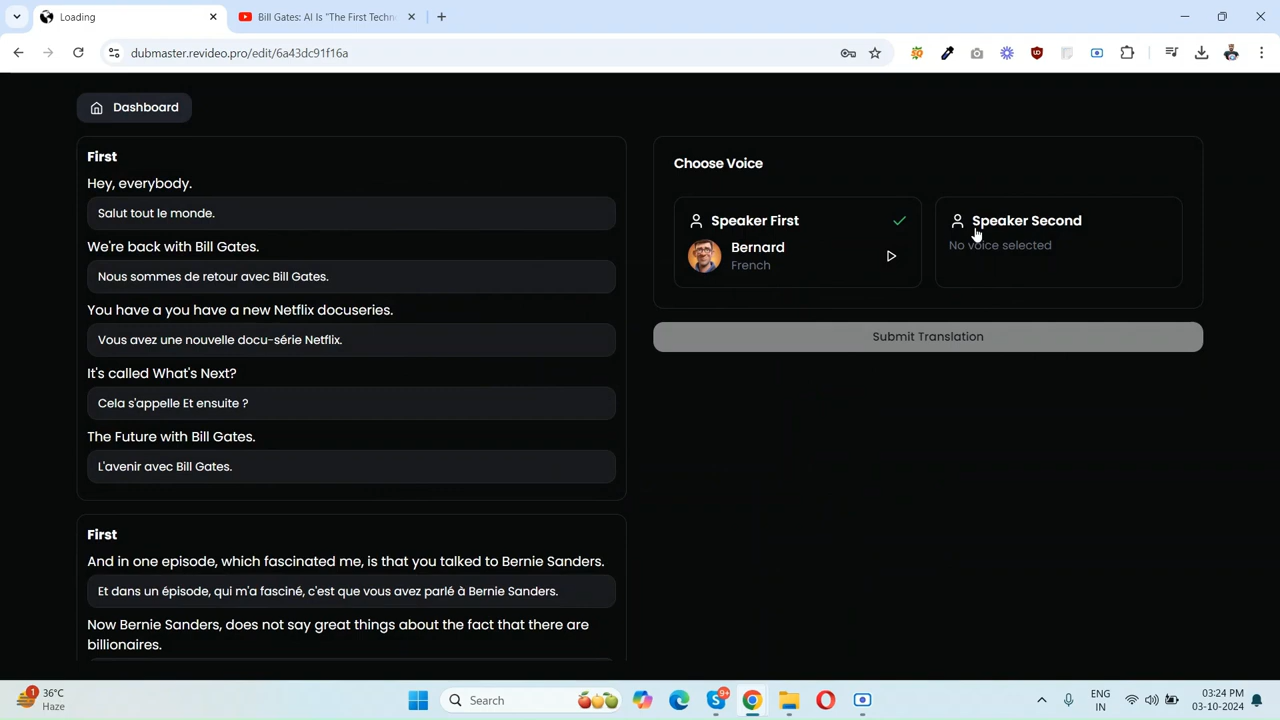 Loading
Bill Gates: AI Is "The First Techno
dubmaster.revideo.pro/edit/6a43dc91f16a
Dashboard
First
Hey, everybody.
Salut tout le monde.
We're back with Bill Gates.
Nous sommes de retour avec Bill Gates.
You have a you have a new Netflix docuseries.
Vous avez une nouvelle docu-série Netflix.
It's called What's Next?
Cela s'appelle Et ensuite ?
The Future with Bill Gates.
L'avenir avec Bill Gates.
First
And in one episode, which fascinated me, is that you talked to Bernie Sanders.
Et dans un épisode, qui m'a fasciné, c'est que vous avez parlé à Bernie Sanders.
Now Bernie Sanders, does not say great things about the fact that there are
billionaires.
Choose Voice
Speaker First
Bernard
French
Speaker Second
No voice selected
Submit Translation
1
36°C
Haze
Search
9+
ENG
IN
03:24 PM
03-10-2024